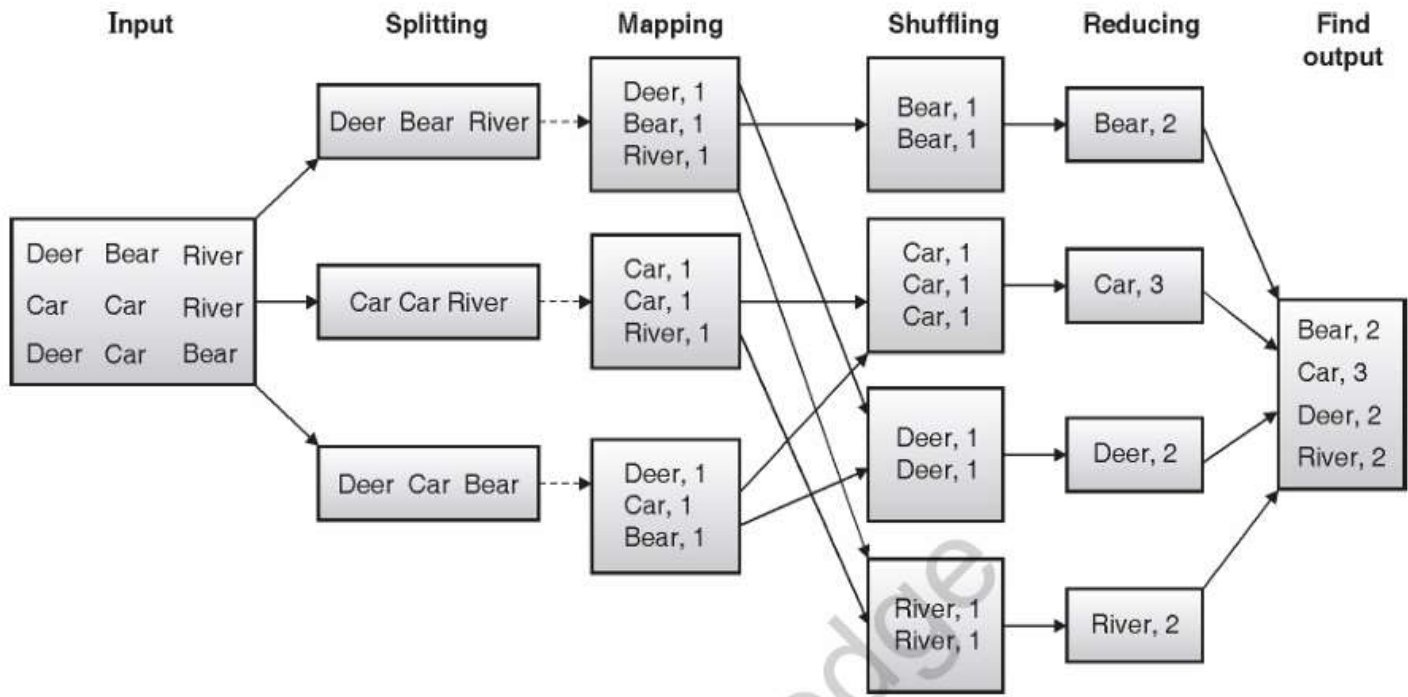 Input
Splitting
Mapping
Shuffling
Reducing
Find
output
Deer Bear River
Car Car River
Deer Car Bear
Deer Bear River
Car Car River
Deer Car Bear
Deer, 1
Bear, 1
River, 1
Car, 1
Car, 1
River, 1
Deer, 1
Car, 1
Bear, 1
Bear, 1
Bear, 1
Car, 1
Car, 1
Car, 1
Deer, 1
Deer, 1
River, 1
River, 1
Bear, 2
Car, 3
Deer, 2
River, 2
Bear, 2
Car, 3
Deer, 2
River, 2